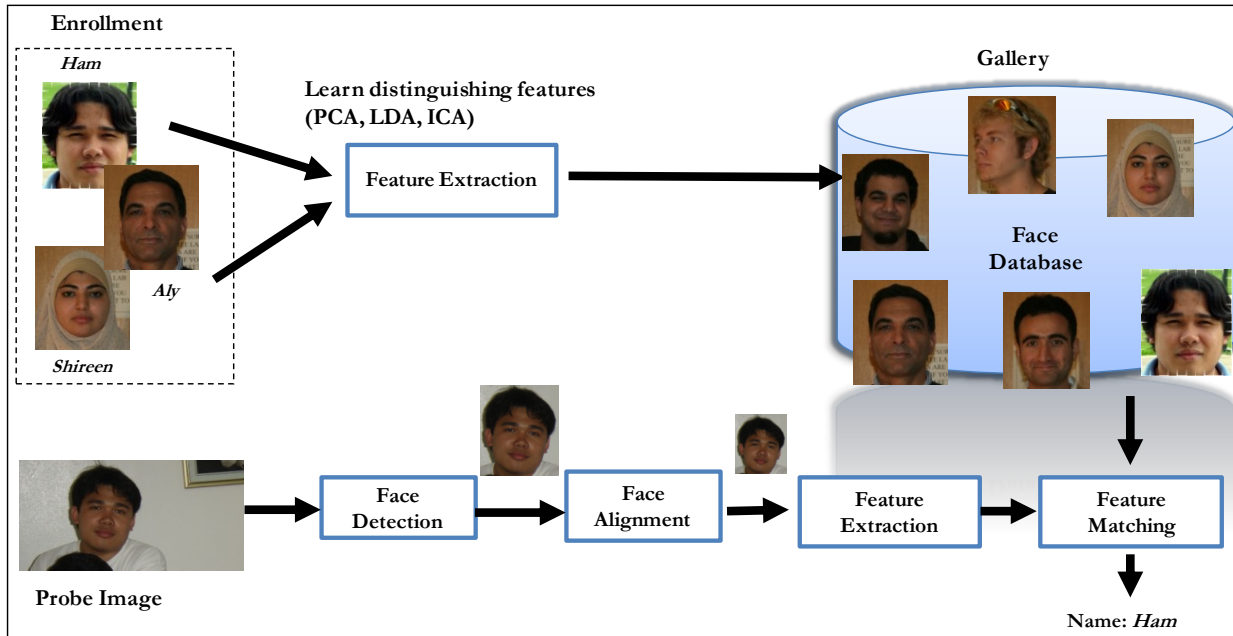 Enrollment
Ham
Aly
Shireen
Learn distinguishing features
(PCA, LDA, ICA)
Feature Extraction
Gallery
Face
Database
Probe Image
Face
Detection
Face
Alignment
Feature
Extraction
Feature
Matching
Name: Ham